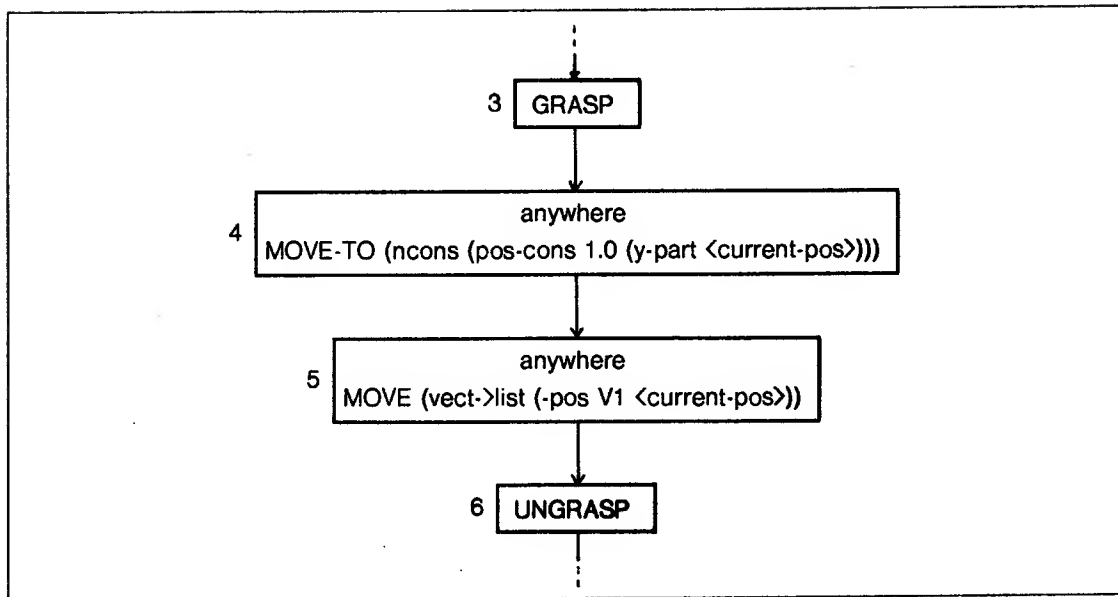 3 GRASP
anywhere
4 MOVE-TO (ncons (pos-cons 1.0 (y-part <current-pos>)))
anywhere
5 MOVE (vect->list (-pos V1 <current-pos>))
6 UNGRASP